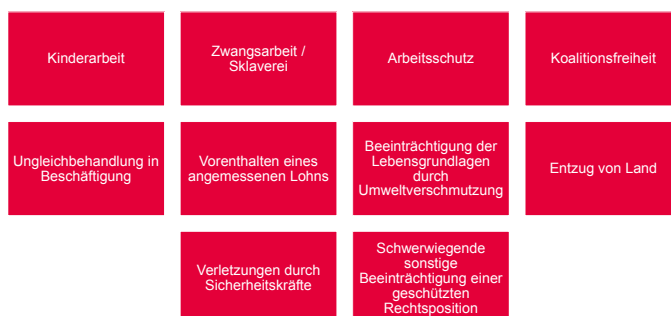 Kinderarbeit
Zwangsarbeit /
Sklaverei
Arbeitsschutz
Koalitionsfreiheit
Ungleichbehandlung in
Beschäftigung
Vorenthalten eines
angemessenen Lohns
Beeinträchtigung der
Lebensgrundlagen
durch
Umweltverschmutzung
Entzug von Land
Verletzungen durch
Sicherheitskräfte
Schwerwiegende
sonstige
Beeinträchtigung einer
geschützten
Rechtsposition